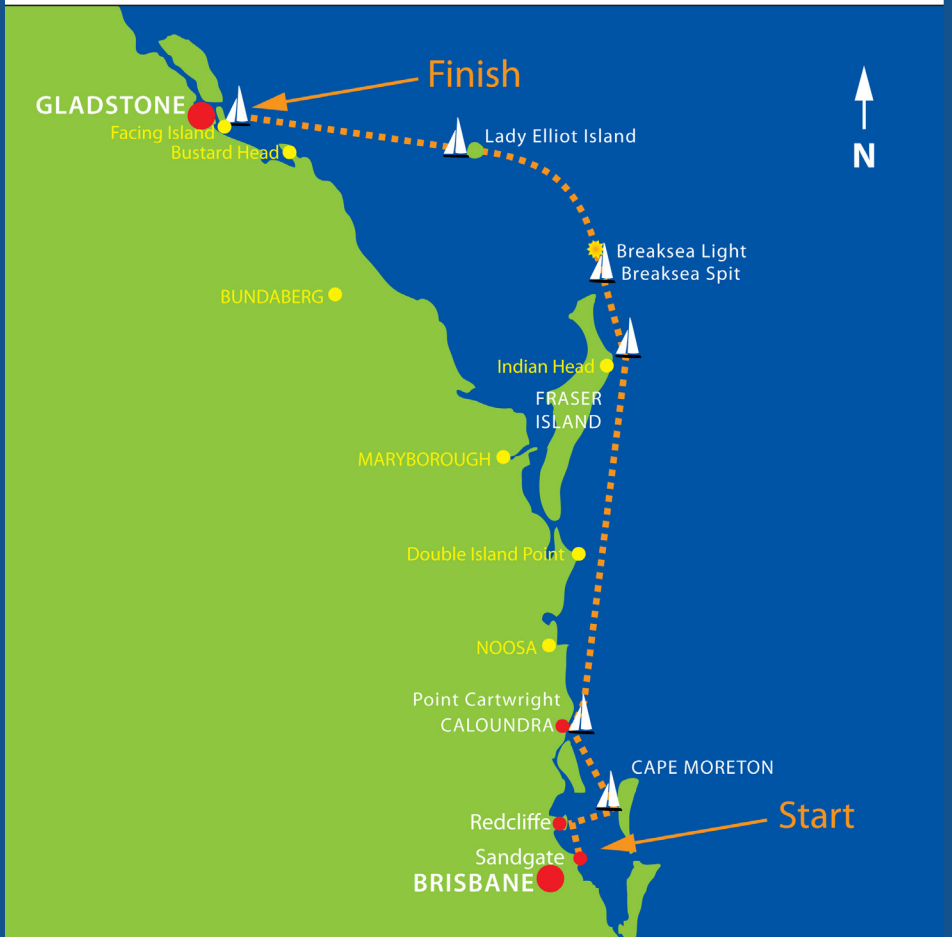 Finish
GLADSTONE
Facing Island
Bustard Head
Lady Elliot Island
N
Breaksea Light
Breaksea Spit
BUNDABERG
Indian Head
FRASER
ISLAND
MARYBOROUGH
Double Island Point
NOOSA
Point Cartwright
CALOUNDRA
CAPE MORETON
Redcliffe
Start
Sandgate
BRISBANE